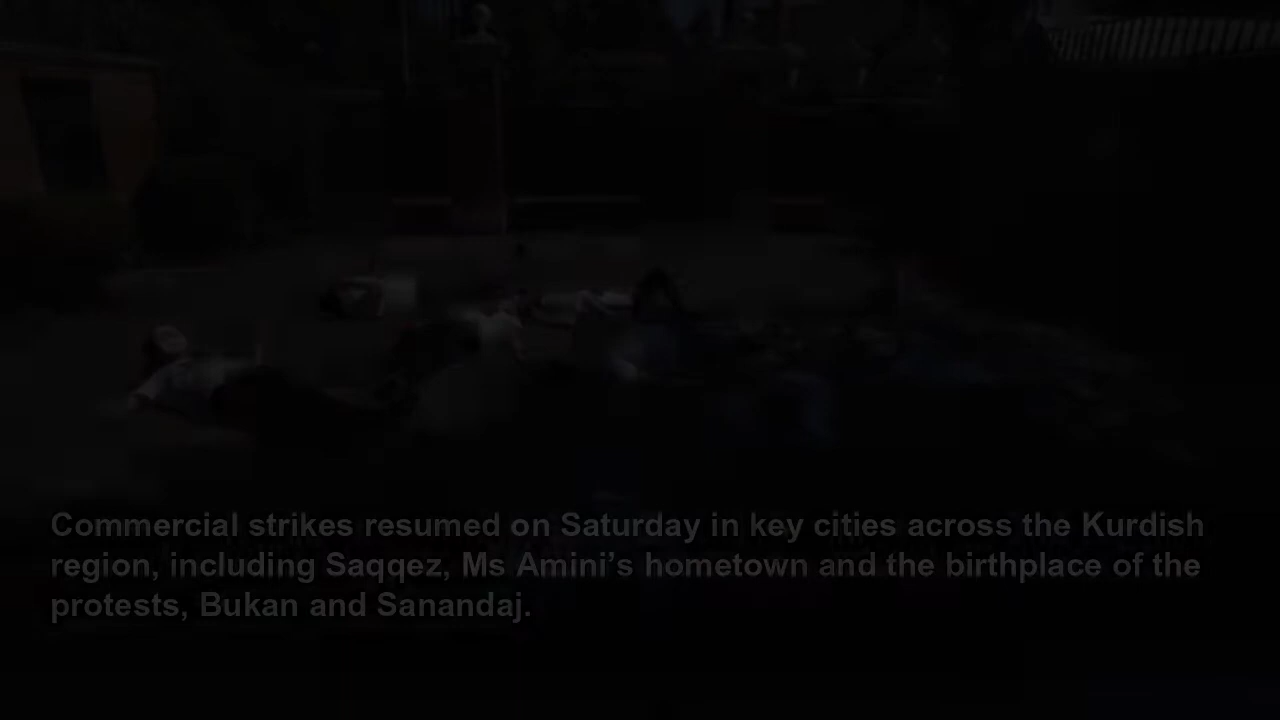 Commercial strikes resumed on Saturday in key cities across the Kurdish
region, including Saqqez, Ms Amini’s hometown and the birthplace of the
protests, Bukan and Sanandaj.